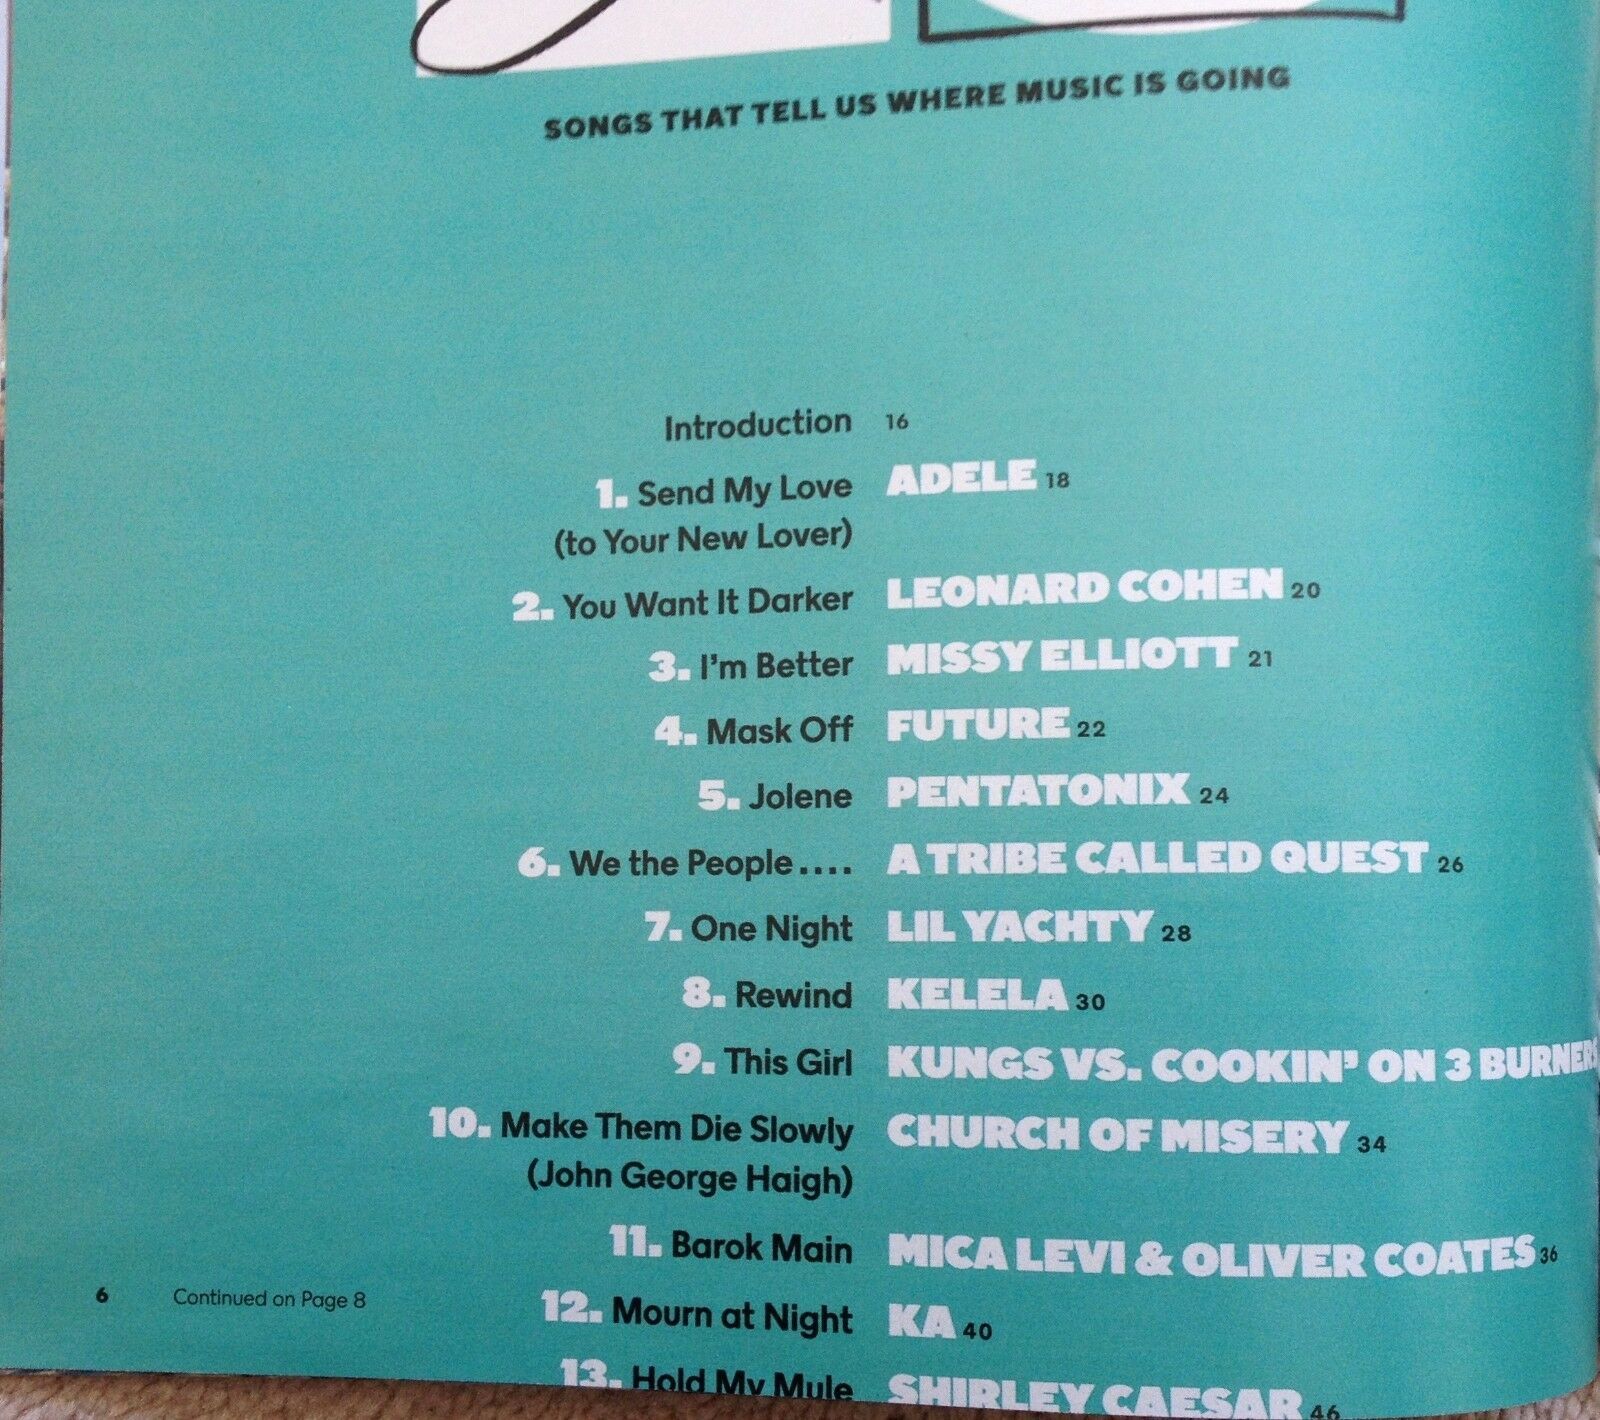 SONGS THAT TELL US WHERE MUSIC IS GOING
Introduction 16
1. Send My Love ADELE 18
(to Your New Lover)
2. You Want It Darker LEONARD COHEN 20
3. I'm Better MISSY ELLIOTT 21
4. Mask Off FUTURE 22
5. Jolene PENTATONIX 24
6. We the People.... A TRIBE CALLED QUEST 26
7. One Night LIL YACHTY 28
8. Rewind KELELA 30
9. This Girl KUNGS VS. COOKIN' ON 3 BURNERS
10. Make Them Die Slowly CHURCH OF MISERY 34
(John George Haigh)
11. Barok Main MICA LEVI & OLIVER COATES 36
12. Mourn at Night KA 40
13. Hold My Mule SHIRLEY CAESAR 46
6 Continued on Page 8